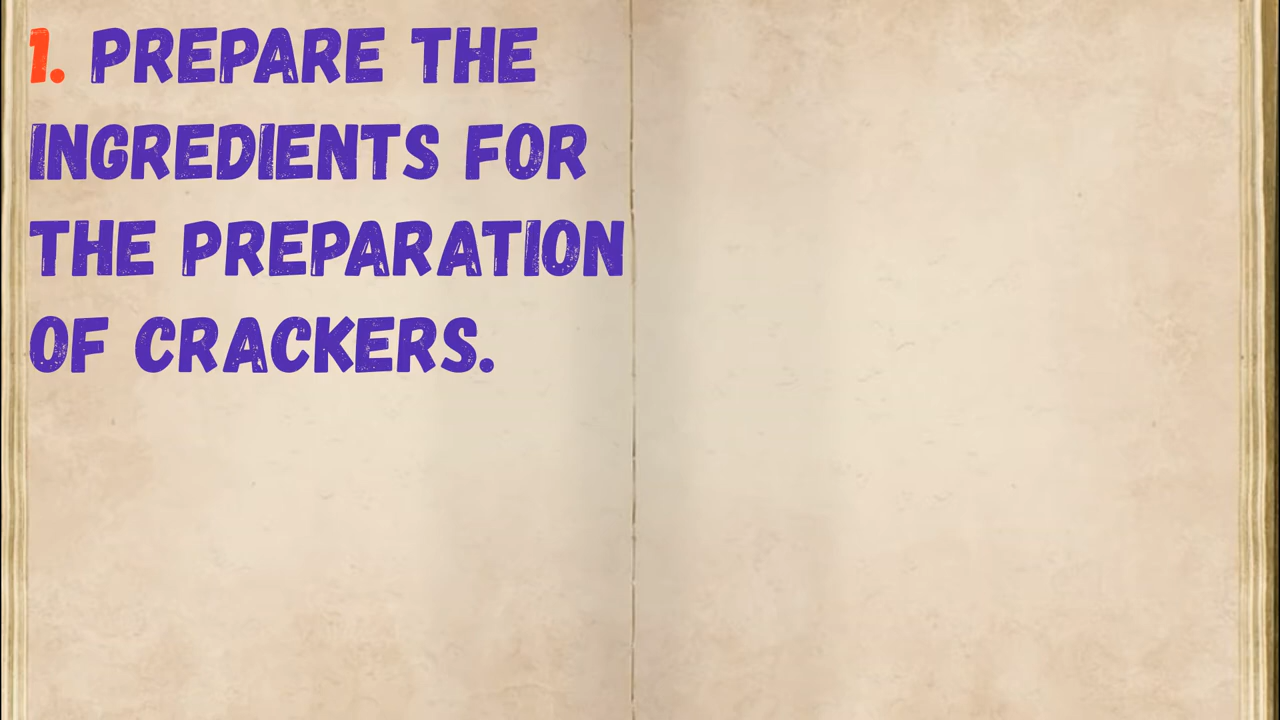 1. PREPARE THE
INGREDIENTS FOR
THE PREPARATION
OF CRACKERS.